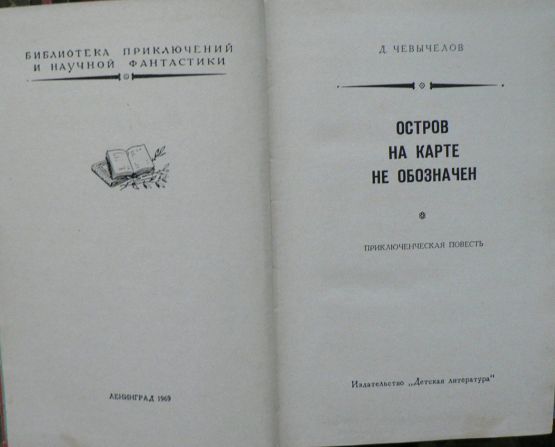 БИБЛИОТЕКА ПРИКЛЮЧЕНИЙ
И НАУЧНОЙ ФАНТАСТИКИ
ЛЕНИНГРАД 1969
Д. ЧЕВЫЧЕЛОВ
ОСТРОВ
НА КАРТЕ
НЕ ОБОЗНАЧЕН
ПРИКЛЮЧЕНЧЕСКАЯ ПОВЕСТЬ
Издательство „Детская литература"